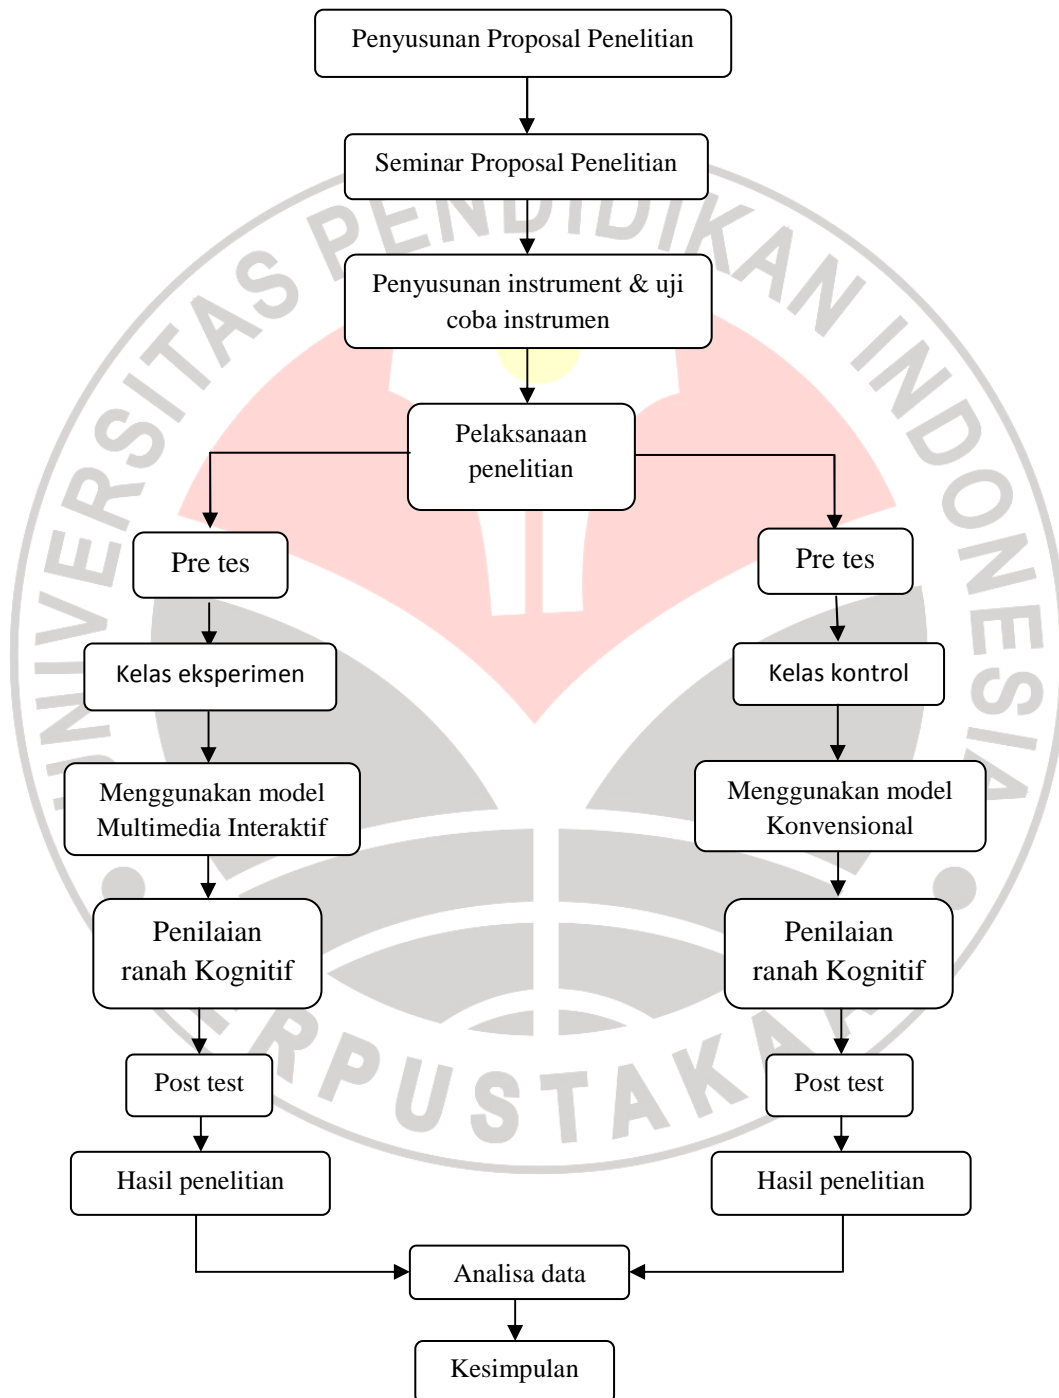 Penyusunan Proposal Penelitian
Seminar Proposal Penelitian
Penyusunan instrument & uji
coba instrumen
Pelaksanaan
penelitian
Pre tes
Kelas eksperimen
Menggunakan model
Multimedia Interaktif
Penilaian
ranah Kognitif
Post test
Hasil penelitian
Pre tes
Kelas kontrol
Menggunakan model
Konvensional
Penilaian
ranah Kognitif
Post test
Hasil penelitian
Analisa data
Kesimpulan
UNIVERSITAS PENDIDIKAN INDONESIA